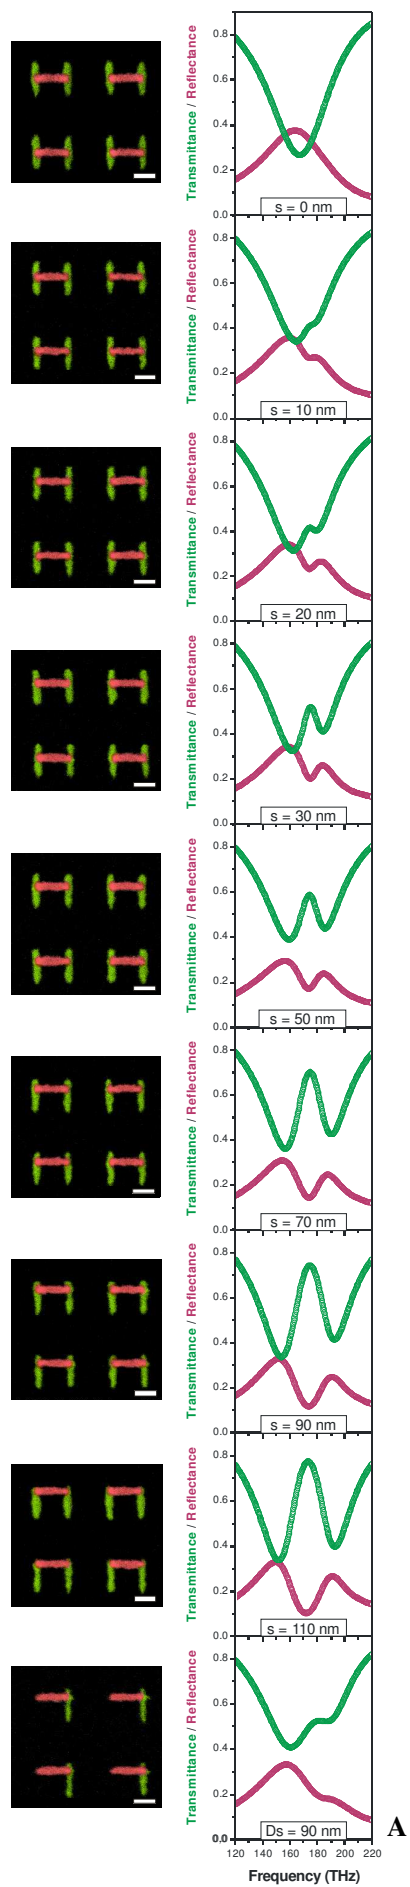 Transmittance / Reflectance
0.8
0.6
0.4
0.2
0.0
s = 0 nm
Transmittance / Reflectance
0.8
0.6
0.4
0.2
0.0
s = 10 nm
Transmittance / Reflectance
0.8
0.6
0.4
0.2
0.0
s = 20 nm
Transmittance / Reflectance
0.8
0.6
0.4
0.2
0.0
s = 30 nm
Transmittance / Reflectance
0.8
0.6
0.4
0.2
0.0
s = 50 nm
Transmittance / Reflectance
0.8
0.6
0.4
0.2
0.0
s = 70 nm
Transmittance / Reflectance
0.8
0.6
0.4
0.2
0.0
s = 90 nm
Transmittance / Reflectance
0.8
0.6
0.4
0.2
0.0
s = 110 nm
Transmittance / Reflectance
0.8
0.6
0.4
0.2
0.0
Ds = 90 nm
A
120 140 160 180 200 220
Frequency (THz)